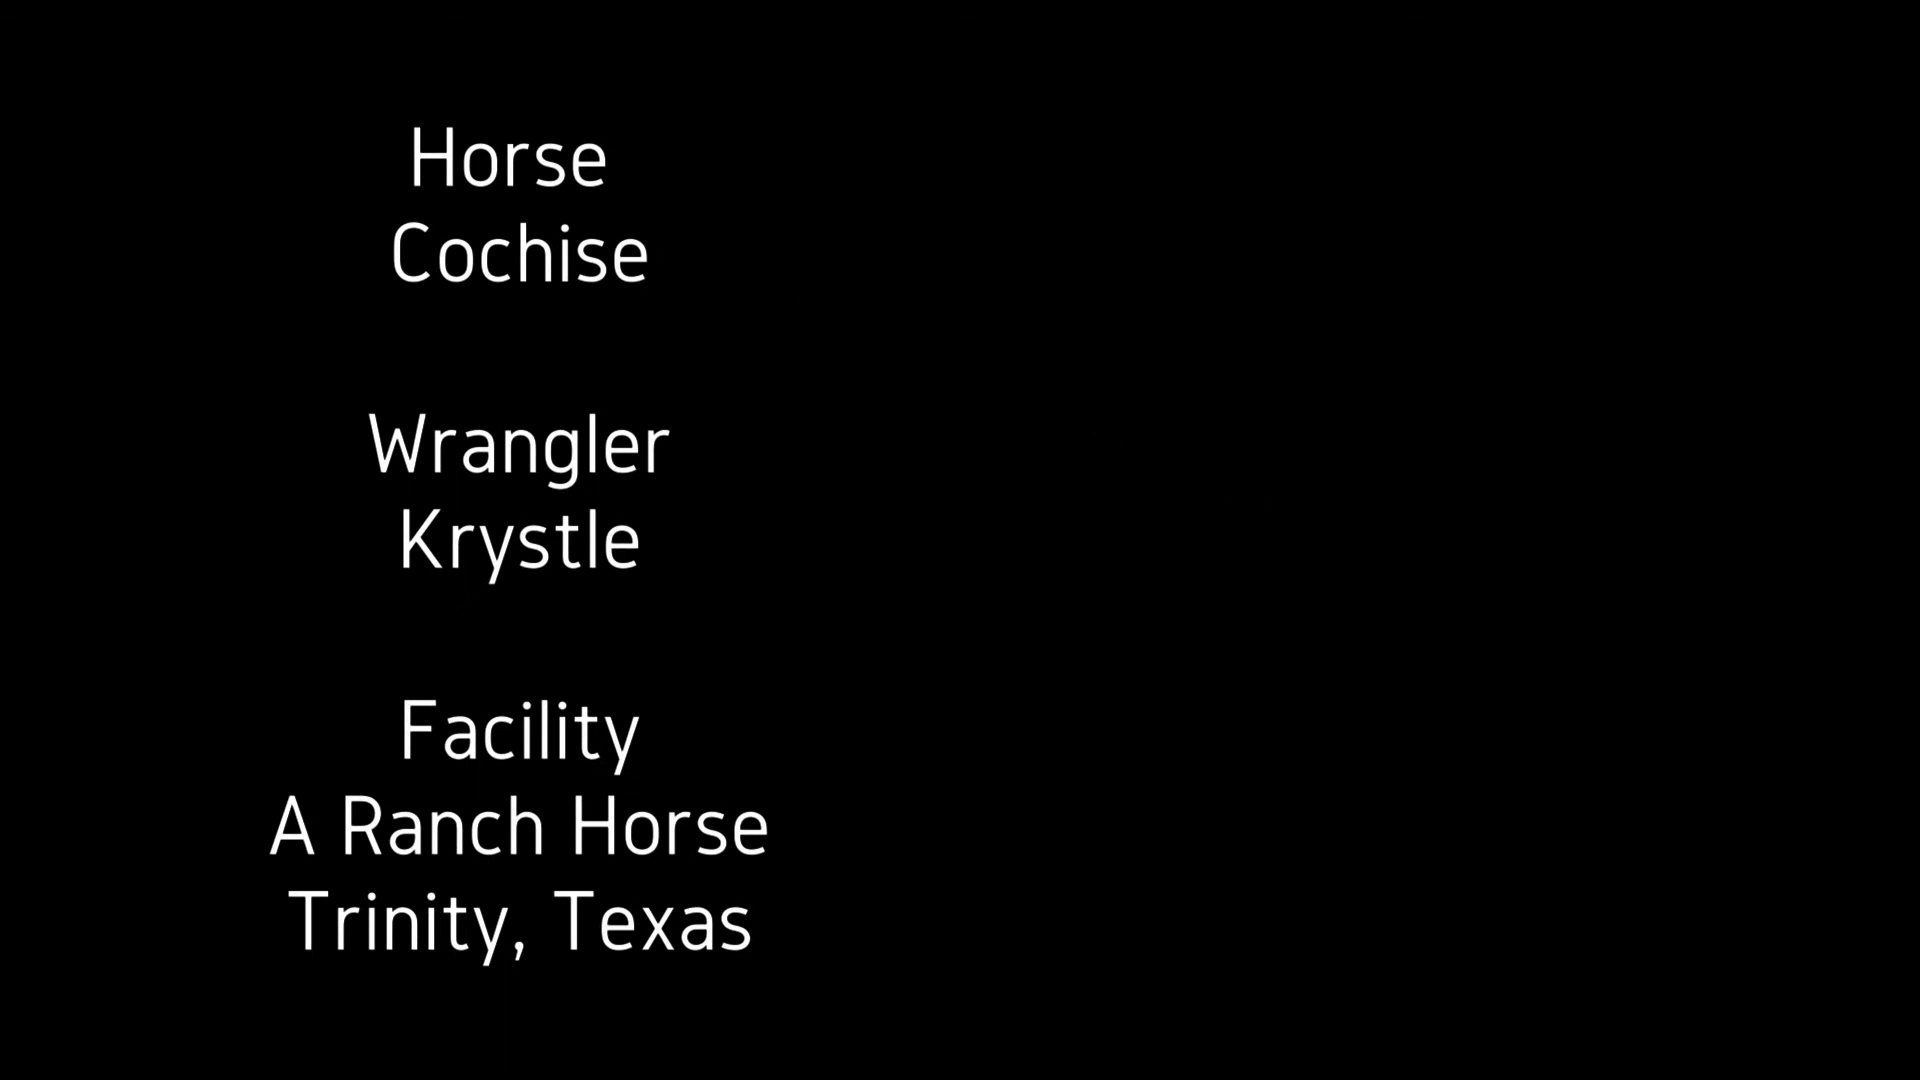 Horse
Cochise
Wrangler
Krystle
Facility
A Ranch Horse
Trinity, Texas